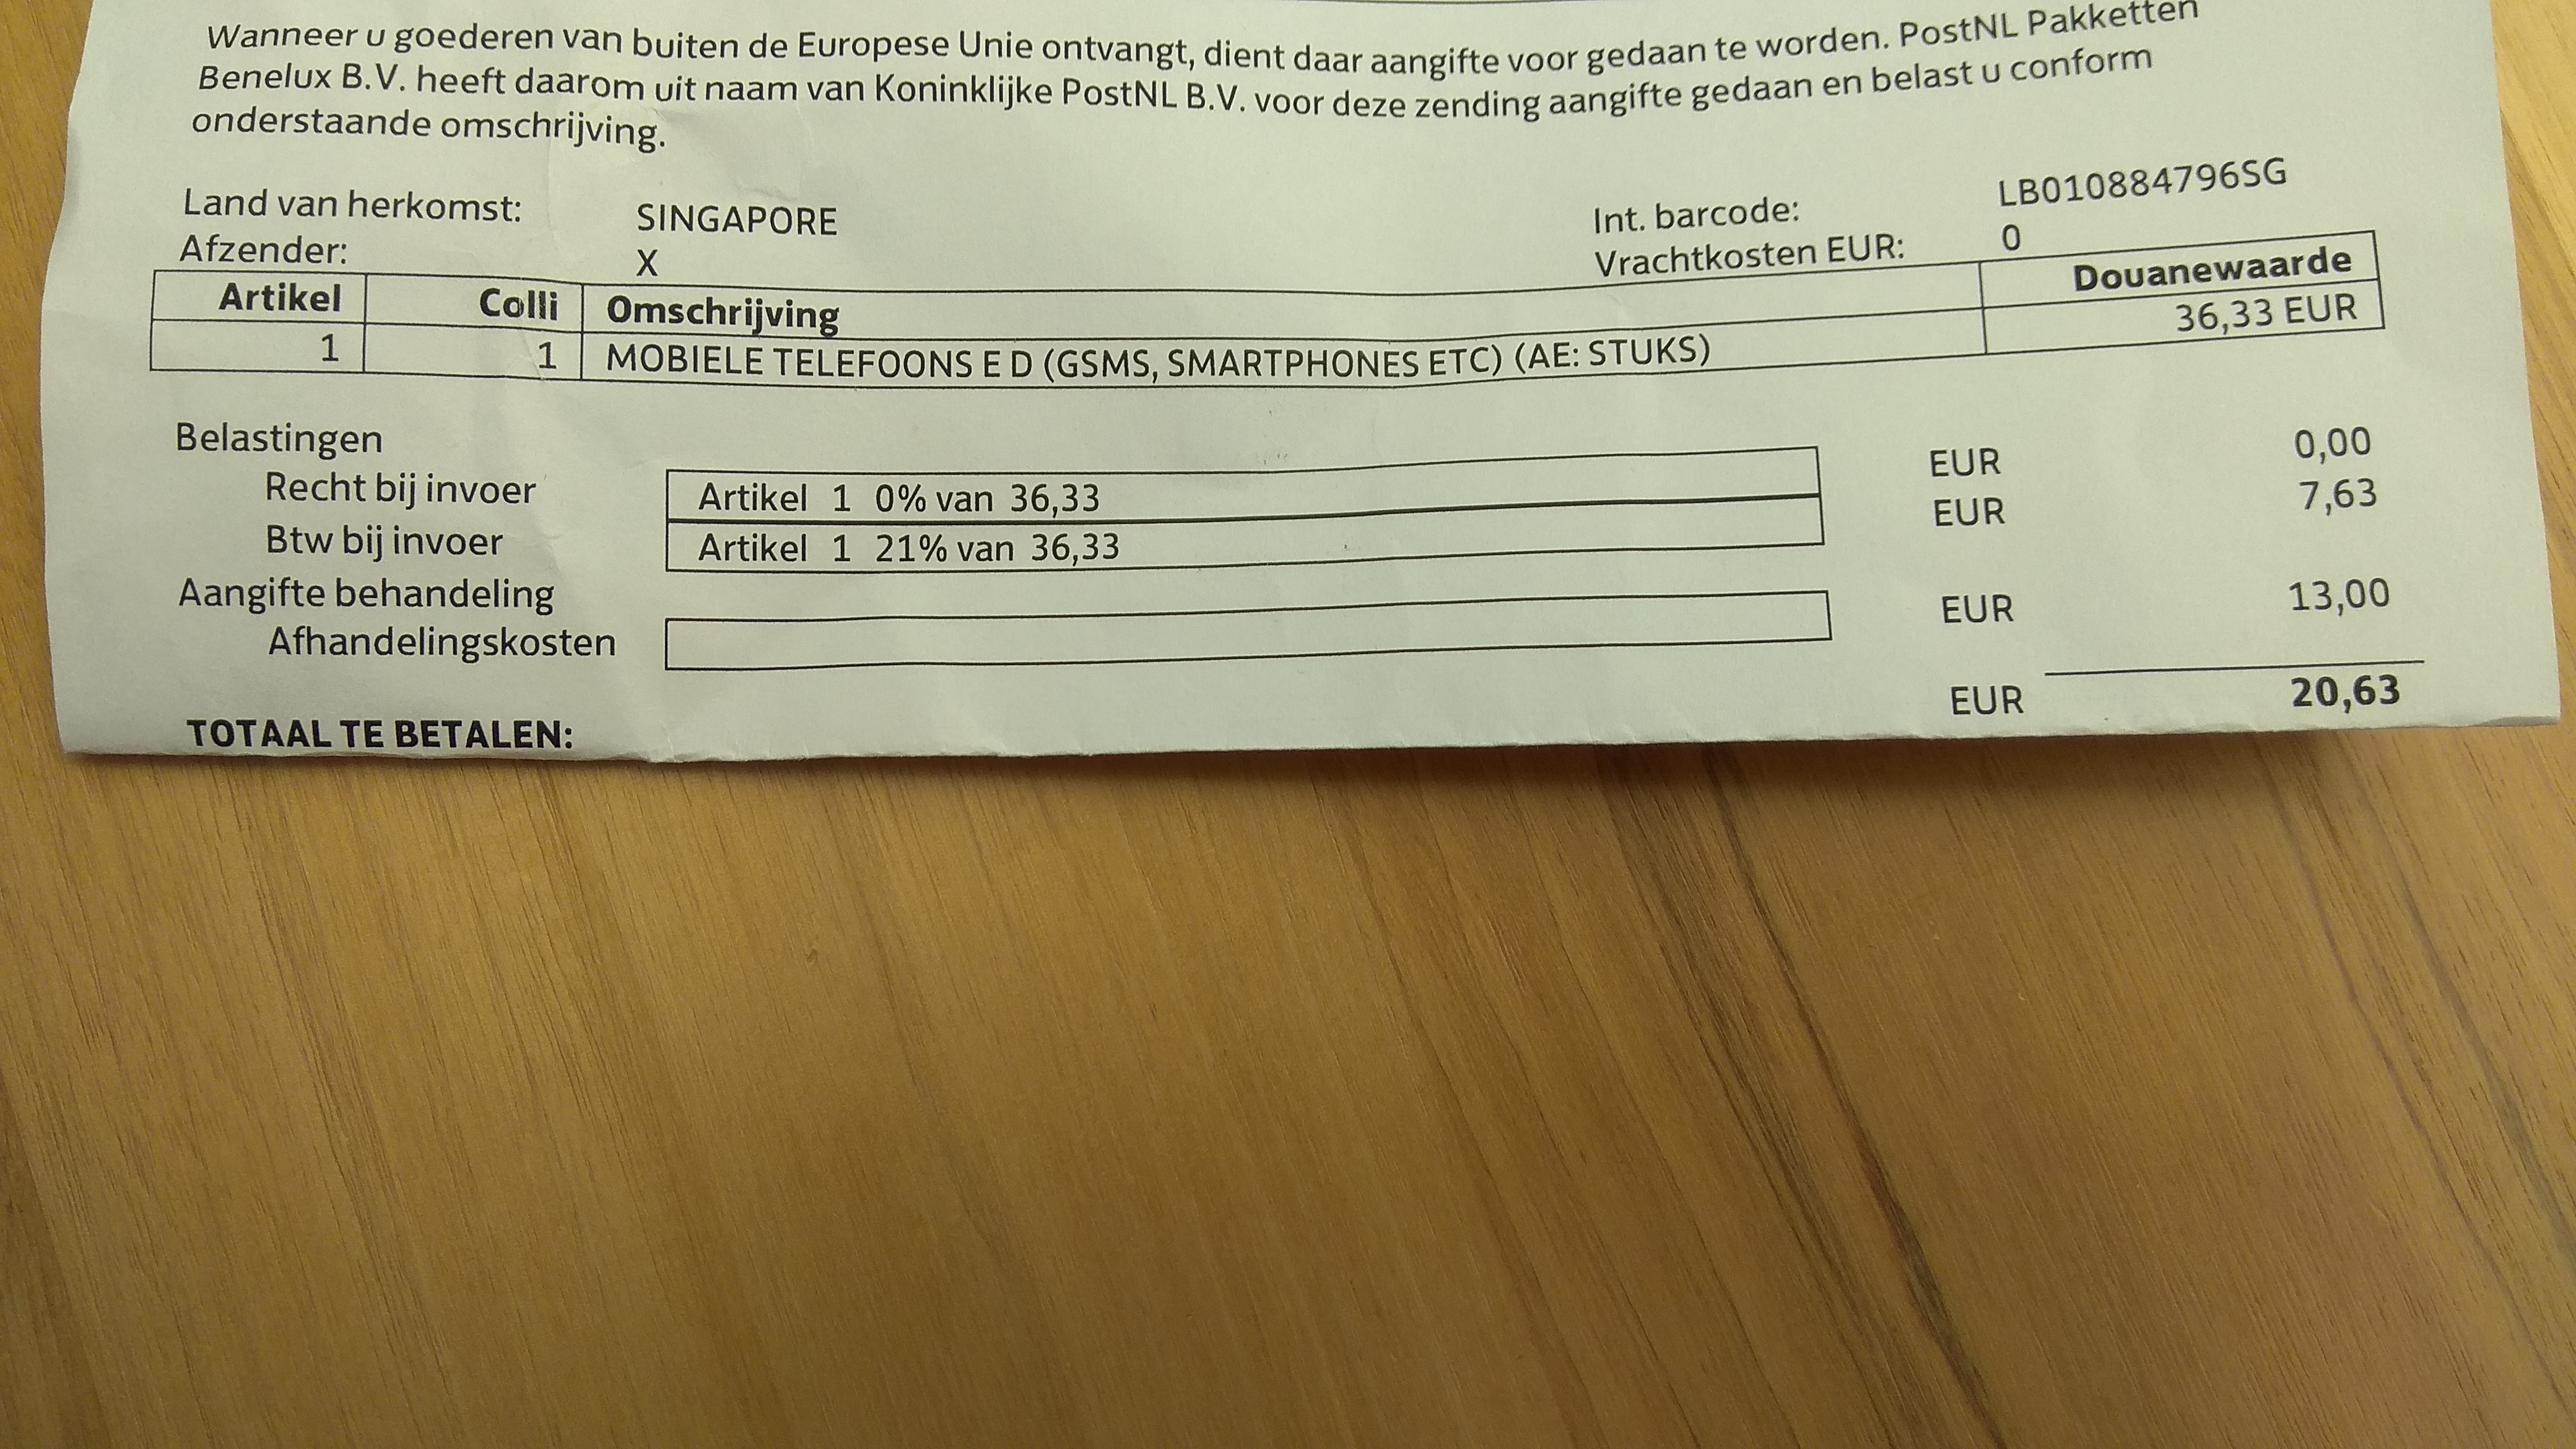 Wanneer u goederen van buiten de Europese Unie ontvangt, dient daar aangifte voor gedaan te worden. PostNL Pakketten
Benelux B.V. heeft daarom uit naam van Koninklijke PostNL B.V. voor deze zending aangifte gedaan en belast u conform
onderstaande omschrijving.
Land van herkomst: SINGAPORE Int. barcode: LB010884796SG
Afzender: X Vrachtkosten EUR: 0
Artikel Colli Omschrijving Douanewaarde
1 1 MOBIELE TELEFOONS E D (GSMS, SMARTPHONES ETC) (AE: STUKS) 36,33 EUR
Belastingen
Recht bij invoer Artikel 1 0% van 36,33 EUR 0,00
Btw bij invoer Artikel 1 21% van 36,33 EUR 7,63
Aangifte behandeling
Afhandelingskosten EUR 13,00
TOTAAL TE BETALEN: EUR 20,63